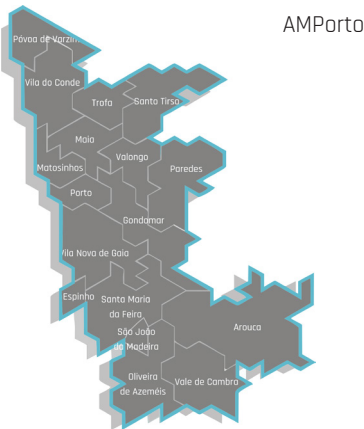 AMPorto
Póvoa de Varzim
Vila do Conde
Trofa
Santo Tirso
Maia
Valongo
Matosinhos
Paredes
Porto
Gondomar
Vila Nova de Gaia
Espinho
Santa Maria
da Feira
Arouca
São João
da Madeira
Oliveira
de Azeméis
Vale de Cambra